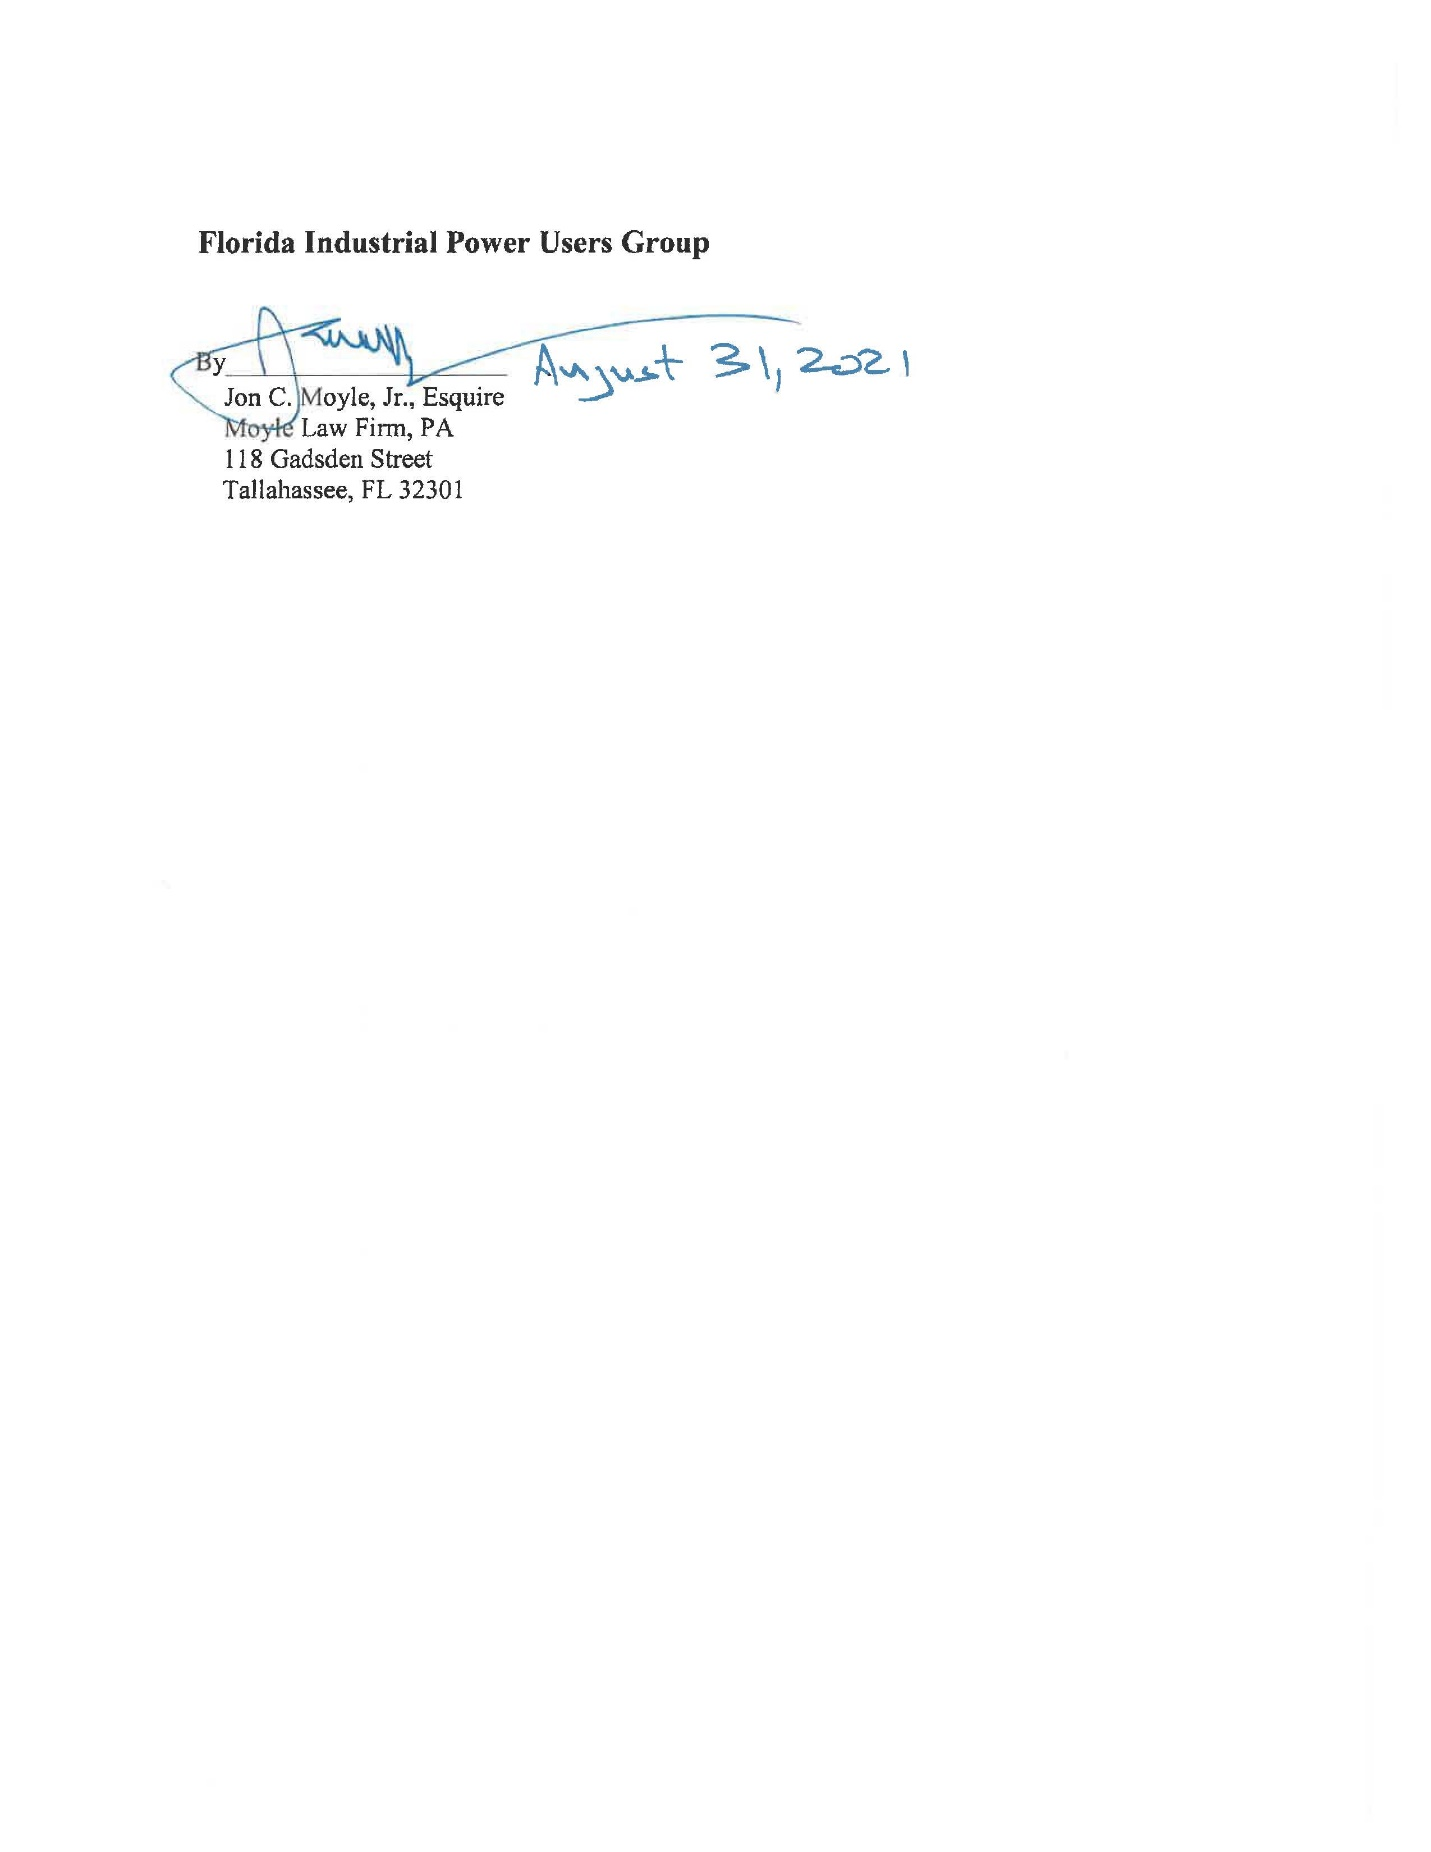 Florida Industrial Power Users Group
By August 31, 2021
Jon C. Moyle, Jr., Esquire
Moyle Law Firm, PA
118 Gadsden Street
Tallahassee, FL 32301